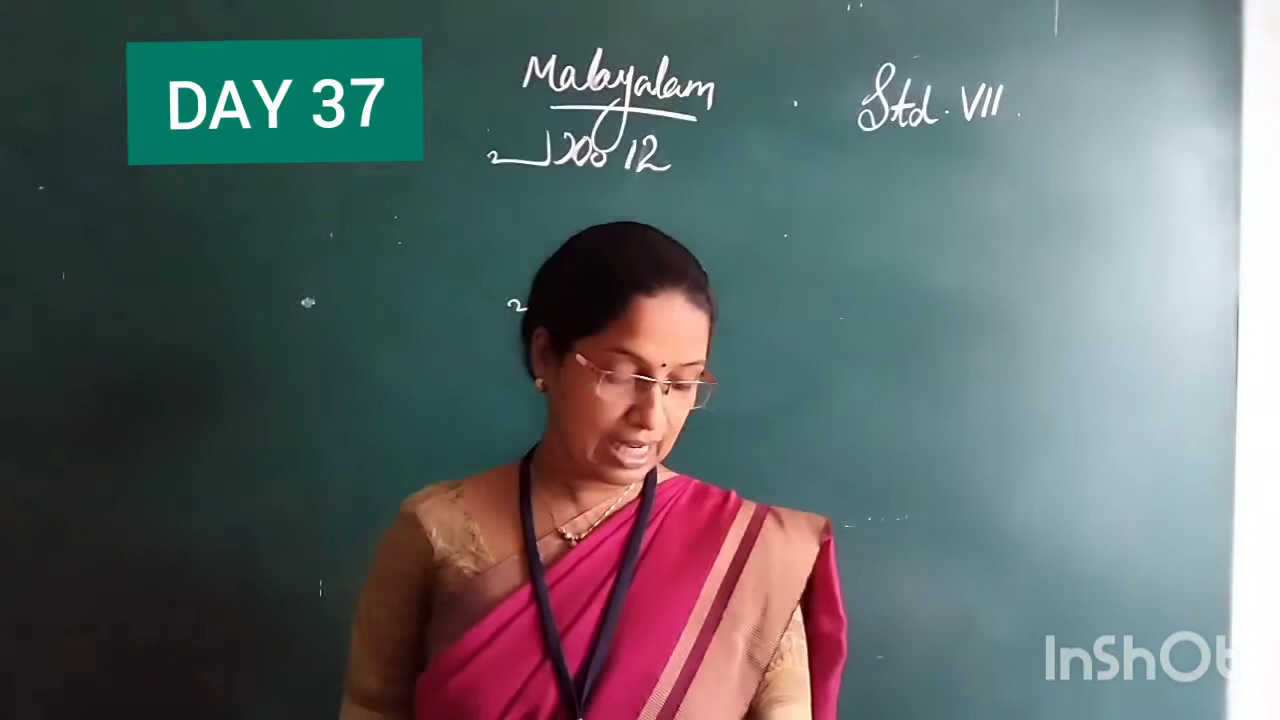 DAY 37
Malayalam
Std. VII.
പാഠം 12
InShOt